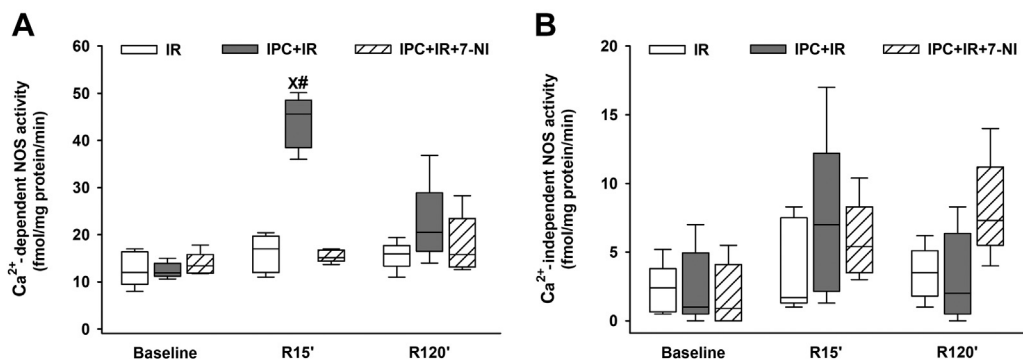 A
IR IPC+IR IPC+IR+7-NI
Ca²⁺-dependent NOS activity
(fmol/mg protein/min)
60
50
40
30
20
10
0
X#
Baseline R15' R120'
B
IR IPC+IR IPC+IR+7-NI
Ca²⁺-independent NOS activity
(fmol/mg protein/min)
20
15
10
5
0
Baseline R15' R120'